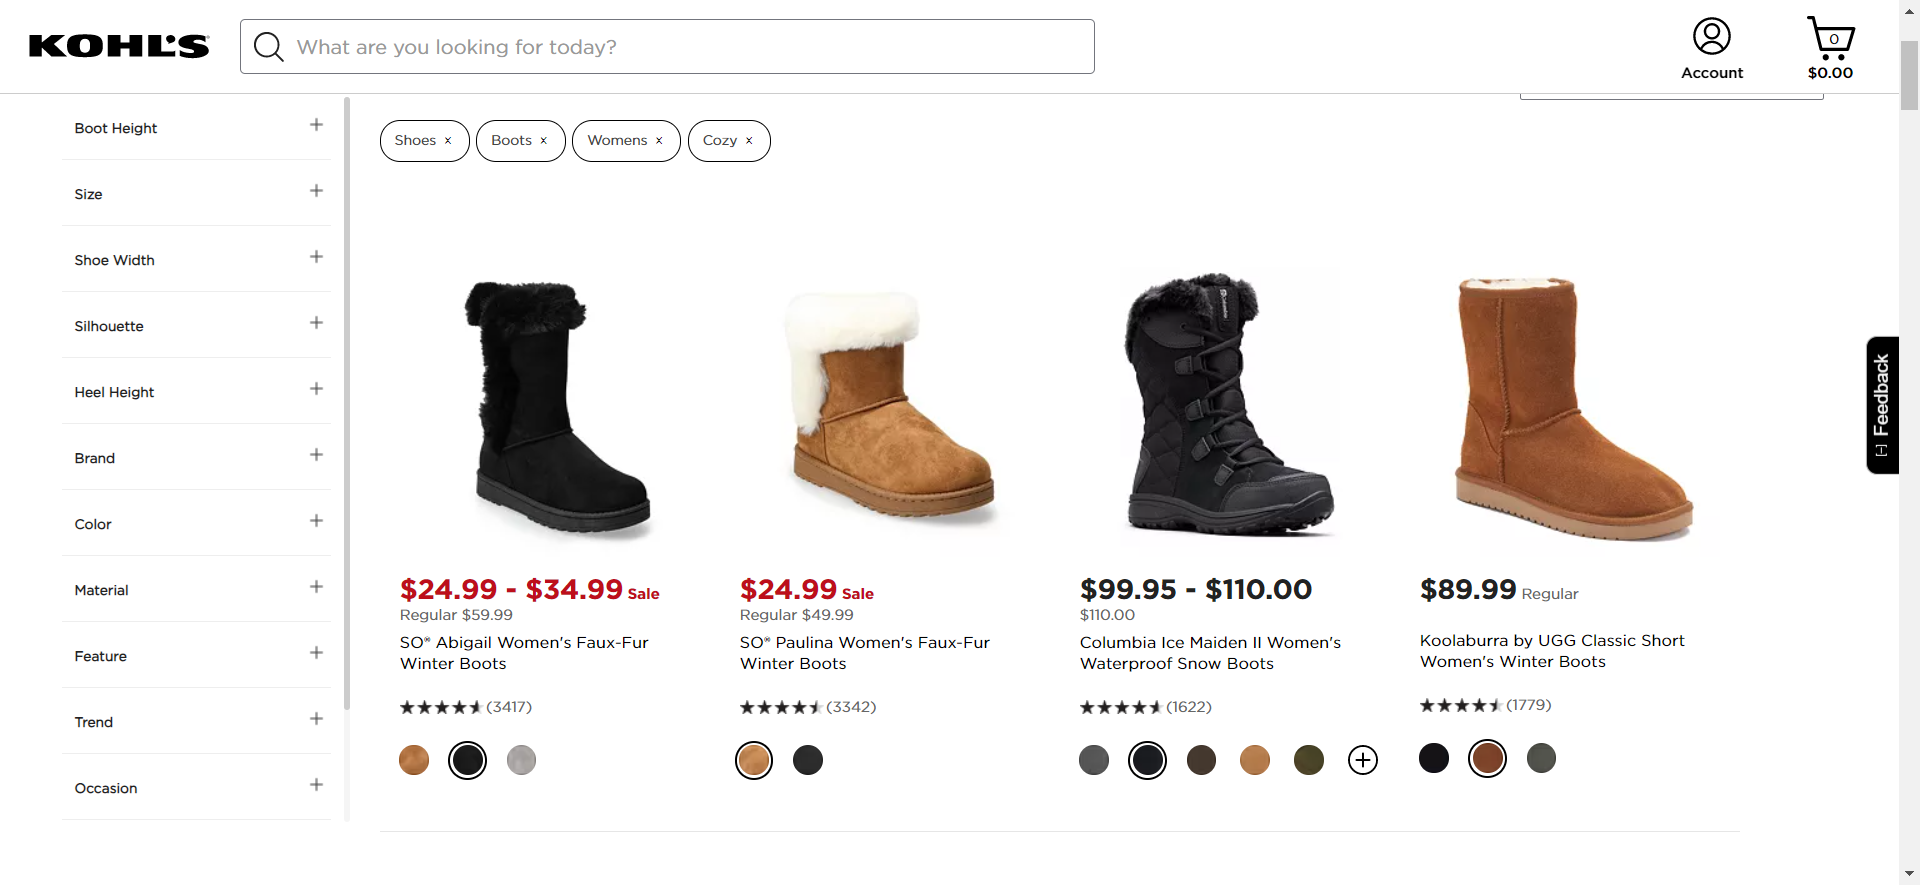 KOHL'S
What are you looking for today?
Account
0
$0.00
Boot Height
Size
Shoe Width
Silhouette
Heel Height
Brand
Color
Material
Feature
Trend
Occasion
Shoes x
Boots x
Womens x
Cozy x
$24.99 - $34.99 Sale
Regular $59.99
SO® Abigail Women's Faux-Fur
Winter Boots
(3417)
$24.99 Sale
Regular $49.99
SO® Paulina Women's Faux-Fur
Winter Boots
(3342)
Columbia
$99.95 - $110.00
$110.00
Columbia Ice Maiden II Women's
Waterproof Snow Boots
(1622)
$89.99 Regular
Koolaburra by UGG Classic Short
Women's Winter Boots
(1779)
[-] Feedback